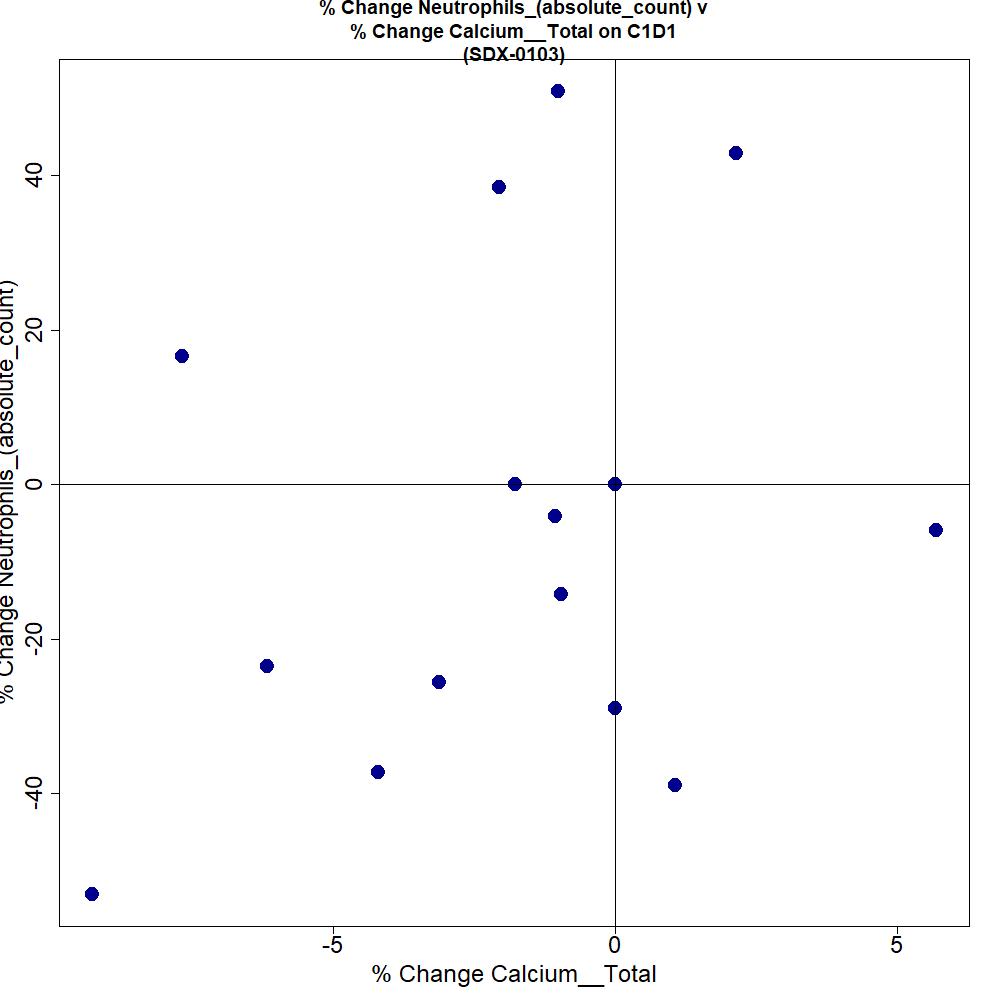 % Change Neutrophils_(absolute_count) v
% Change Calcium__Total on C1D1
(SDX-0103)
% Change Neutrophils_(absolute_count)
40
20
0
-20
-40
-5
0
5
% Change Calcium__Total